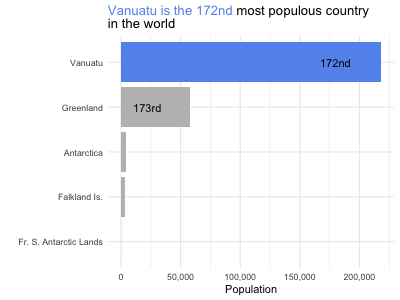 Vanuatu is the 172nd most populous country
in the world
Vanuatu
172nd
Greenland
173rd
Antarctica
Falkland Is.
Fr. S. Antarctic Lands
0
50,000
100,000
150,000
200,000
Population